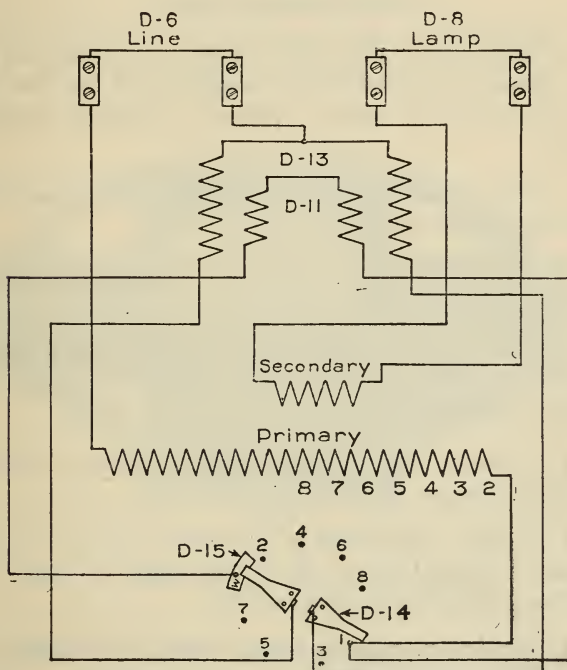 D-6
Line
D-8
Lamp
D-13
D-11
Secondary
Primary
8 7 6 5 4 3 2
D-15
2
4
6
8
W
7
D-14
1
5
3